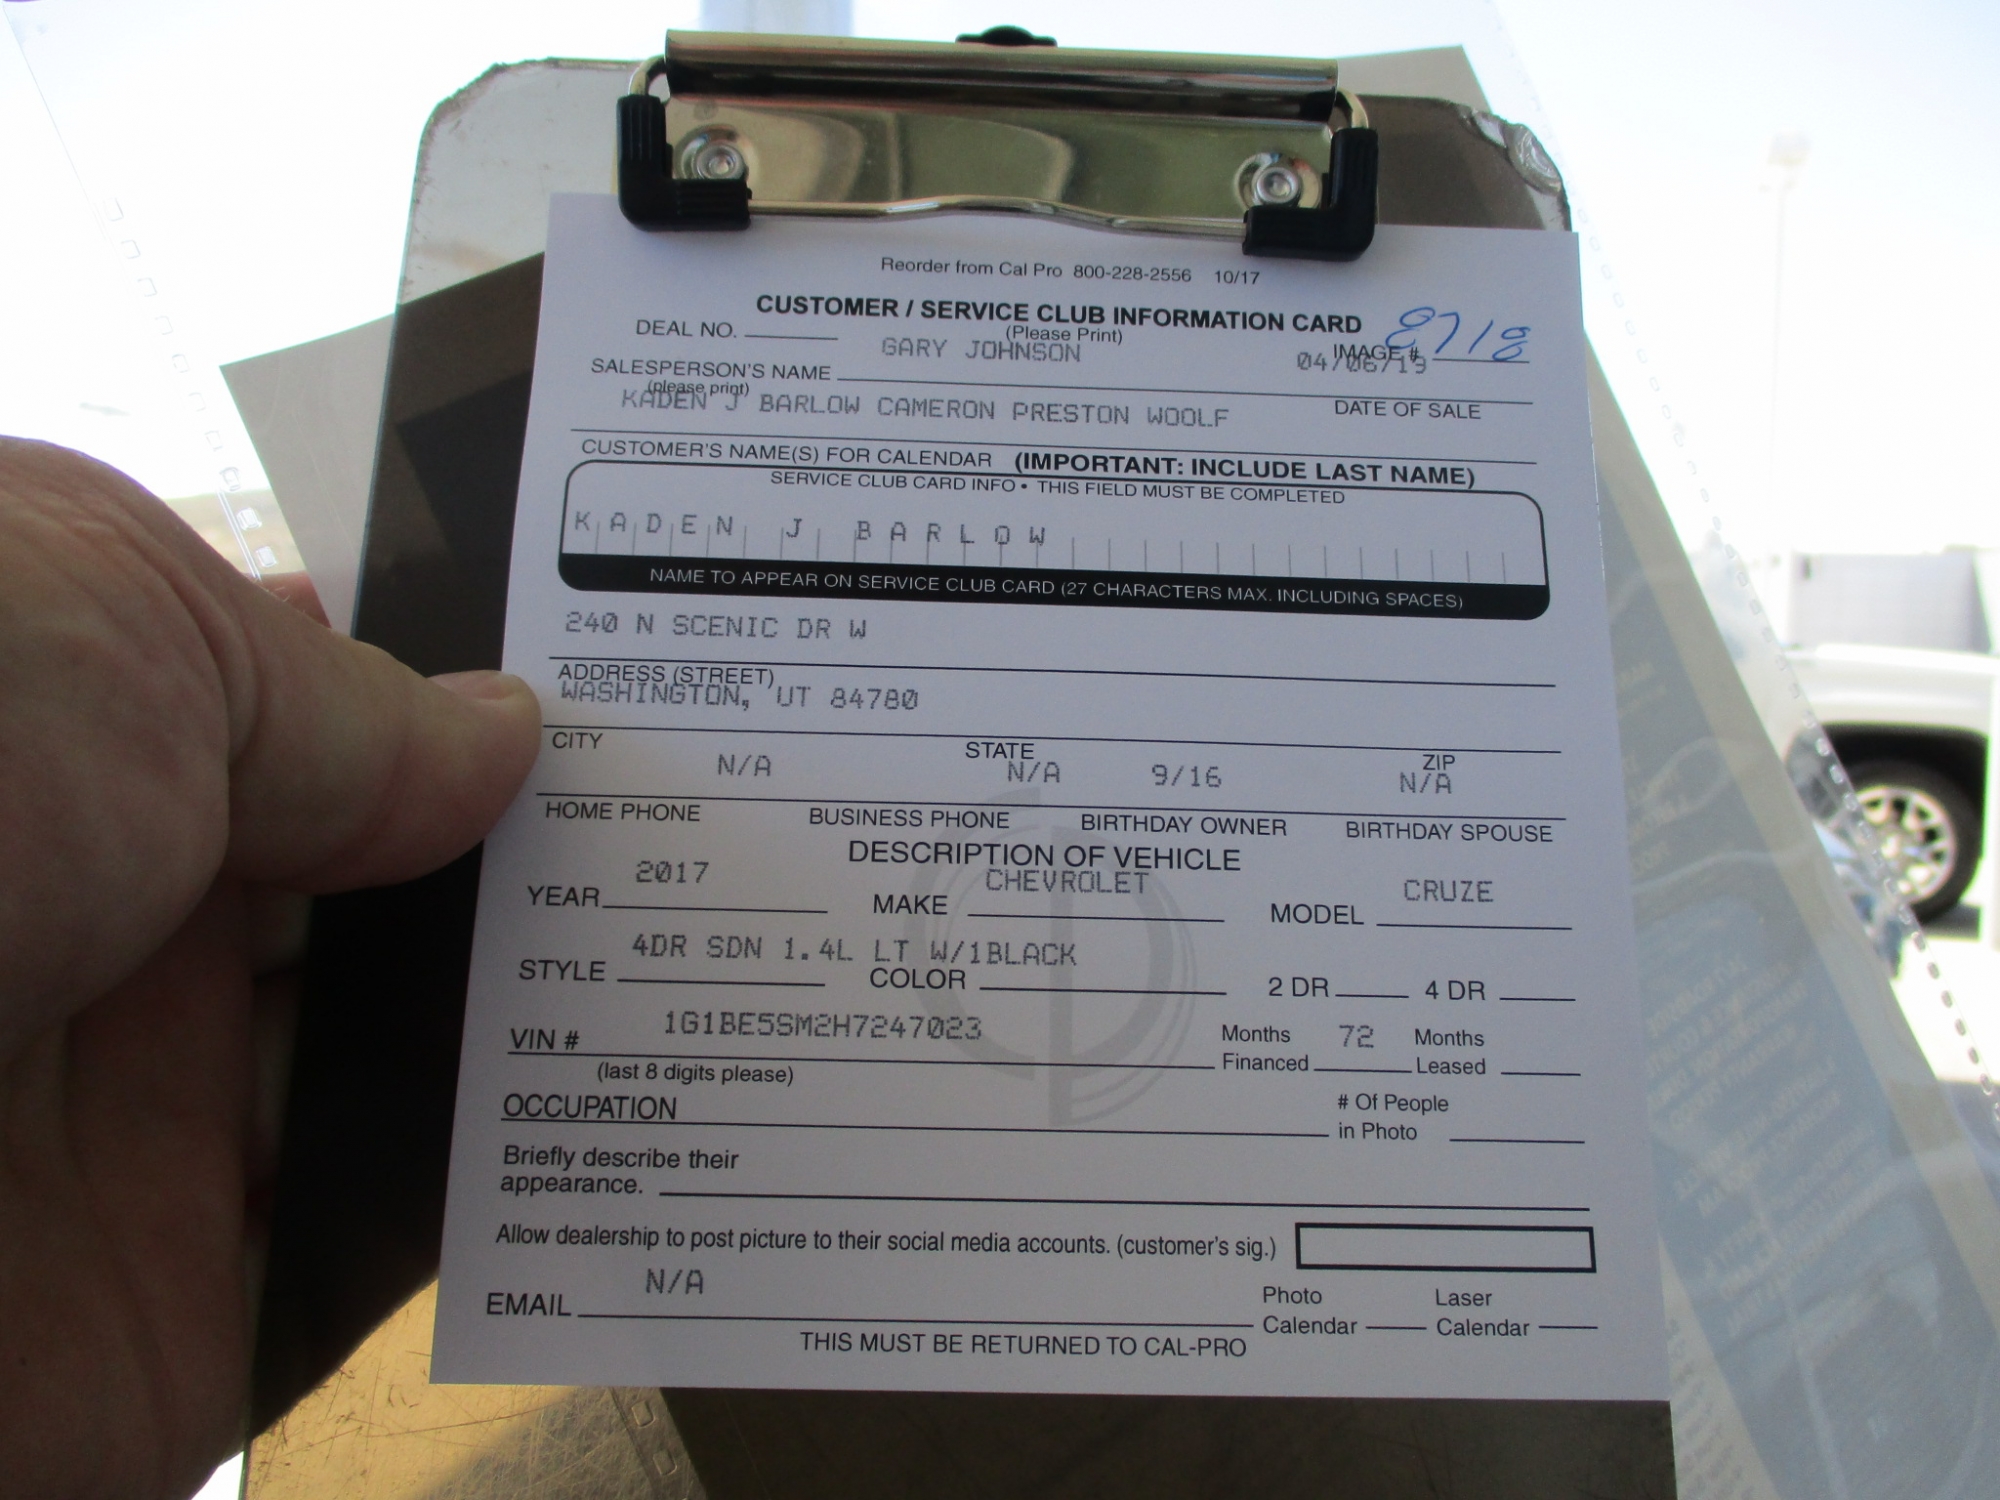 Reorder from Cal Pro 800-228-2556 10/17
CUSTOMER / SERVICE CLUB INFORMATION CARD
(Please Print)
DEAL NO.
IMAGE # 8718
GARY JOHNSON 04/06/19
SALESPERSON'S NAME
(please print)
DATE OF SALE
KADEN J BARLOW CAMERON PRESTON WOOLF
CUSTOMER'S NAME(S) FOR CALENDAR (IMPORTANT: INCLUDE LAST NAME)
SERVICE CLUB CARD INFO • THIS FIELD MUST BE COMPLETED
KADEN J BARLOW
NAME TO APPEAR ON SERVICE CLUB CARD (27 CHARACTERS MAX. INCLUDING SPACES)
240 N SCENIC DR W
ADDRESS (STREET)
WASHINGTON, UT 84780
CITY STATE ZIP
N/A N/A 9/16 N/A
HOME PHONE BUSINESS PHONE BIRTHDAY OWNER BIRTHDAY SPOUSE
DESCRIPTION OF VEHICLE
2017 CHEVROLET CRUZE
YEAR MAKE MODEL
4DR SDN 1.4L LT W/1BLACK
STYLE COLOR 2 DR 4 DR
VIN # 1G1BE5SM2H7247023
Months Financed 72 Months Leased
(last 8 digits please)
OCCUPATION
# Of People
in Photo
Briefly describe their
appearance.
Allow dealership to post picture to their social media accounts. (customer's sig.)
N/A
EMAIL
Photo Calendar Laser Calendar
THIS MUST BE RETURNED TO CAL-PRO